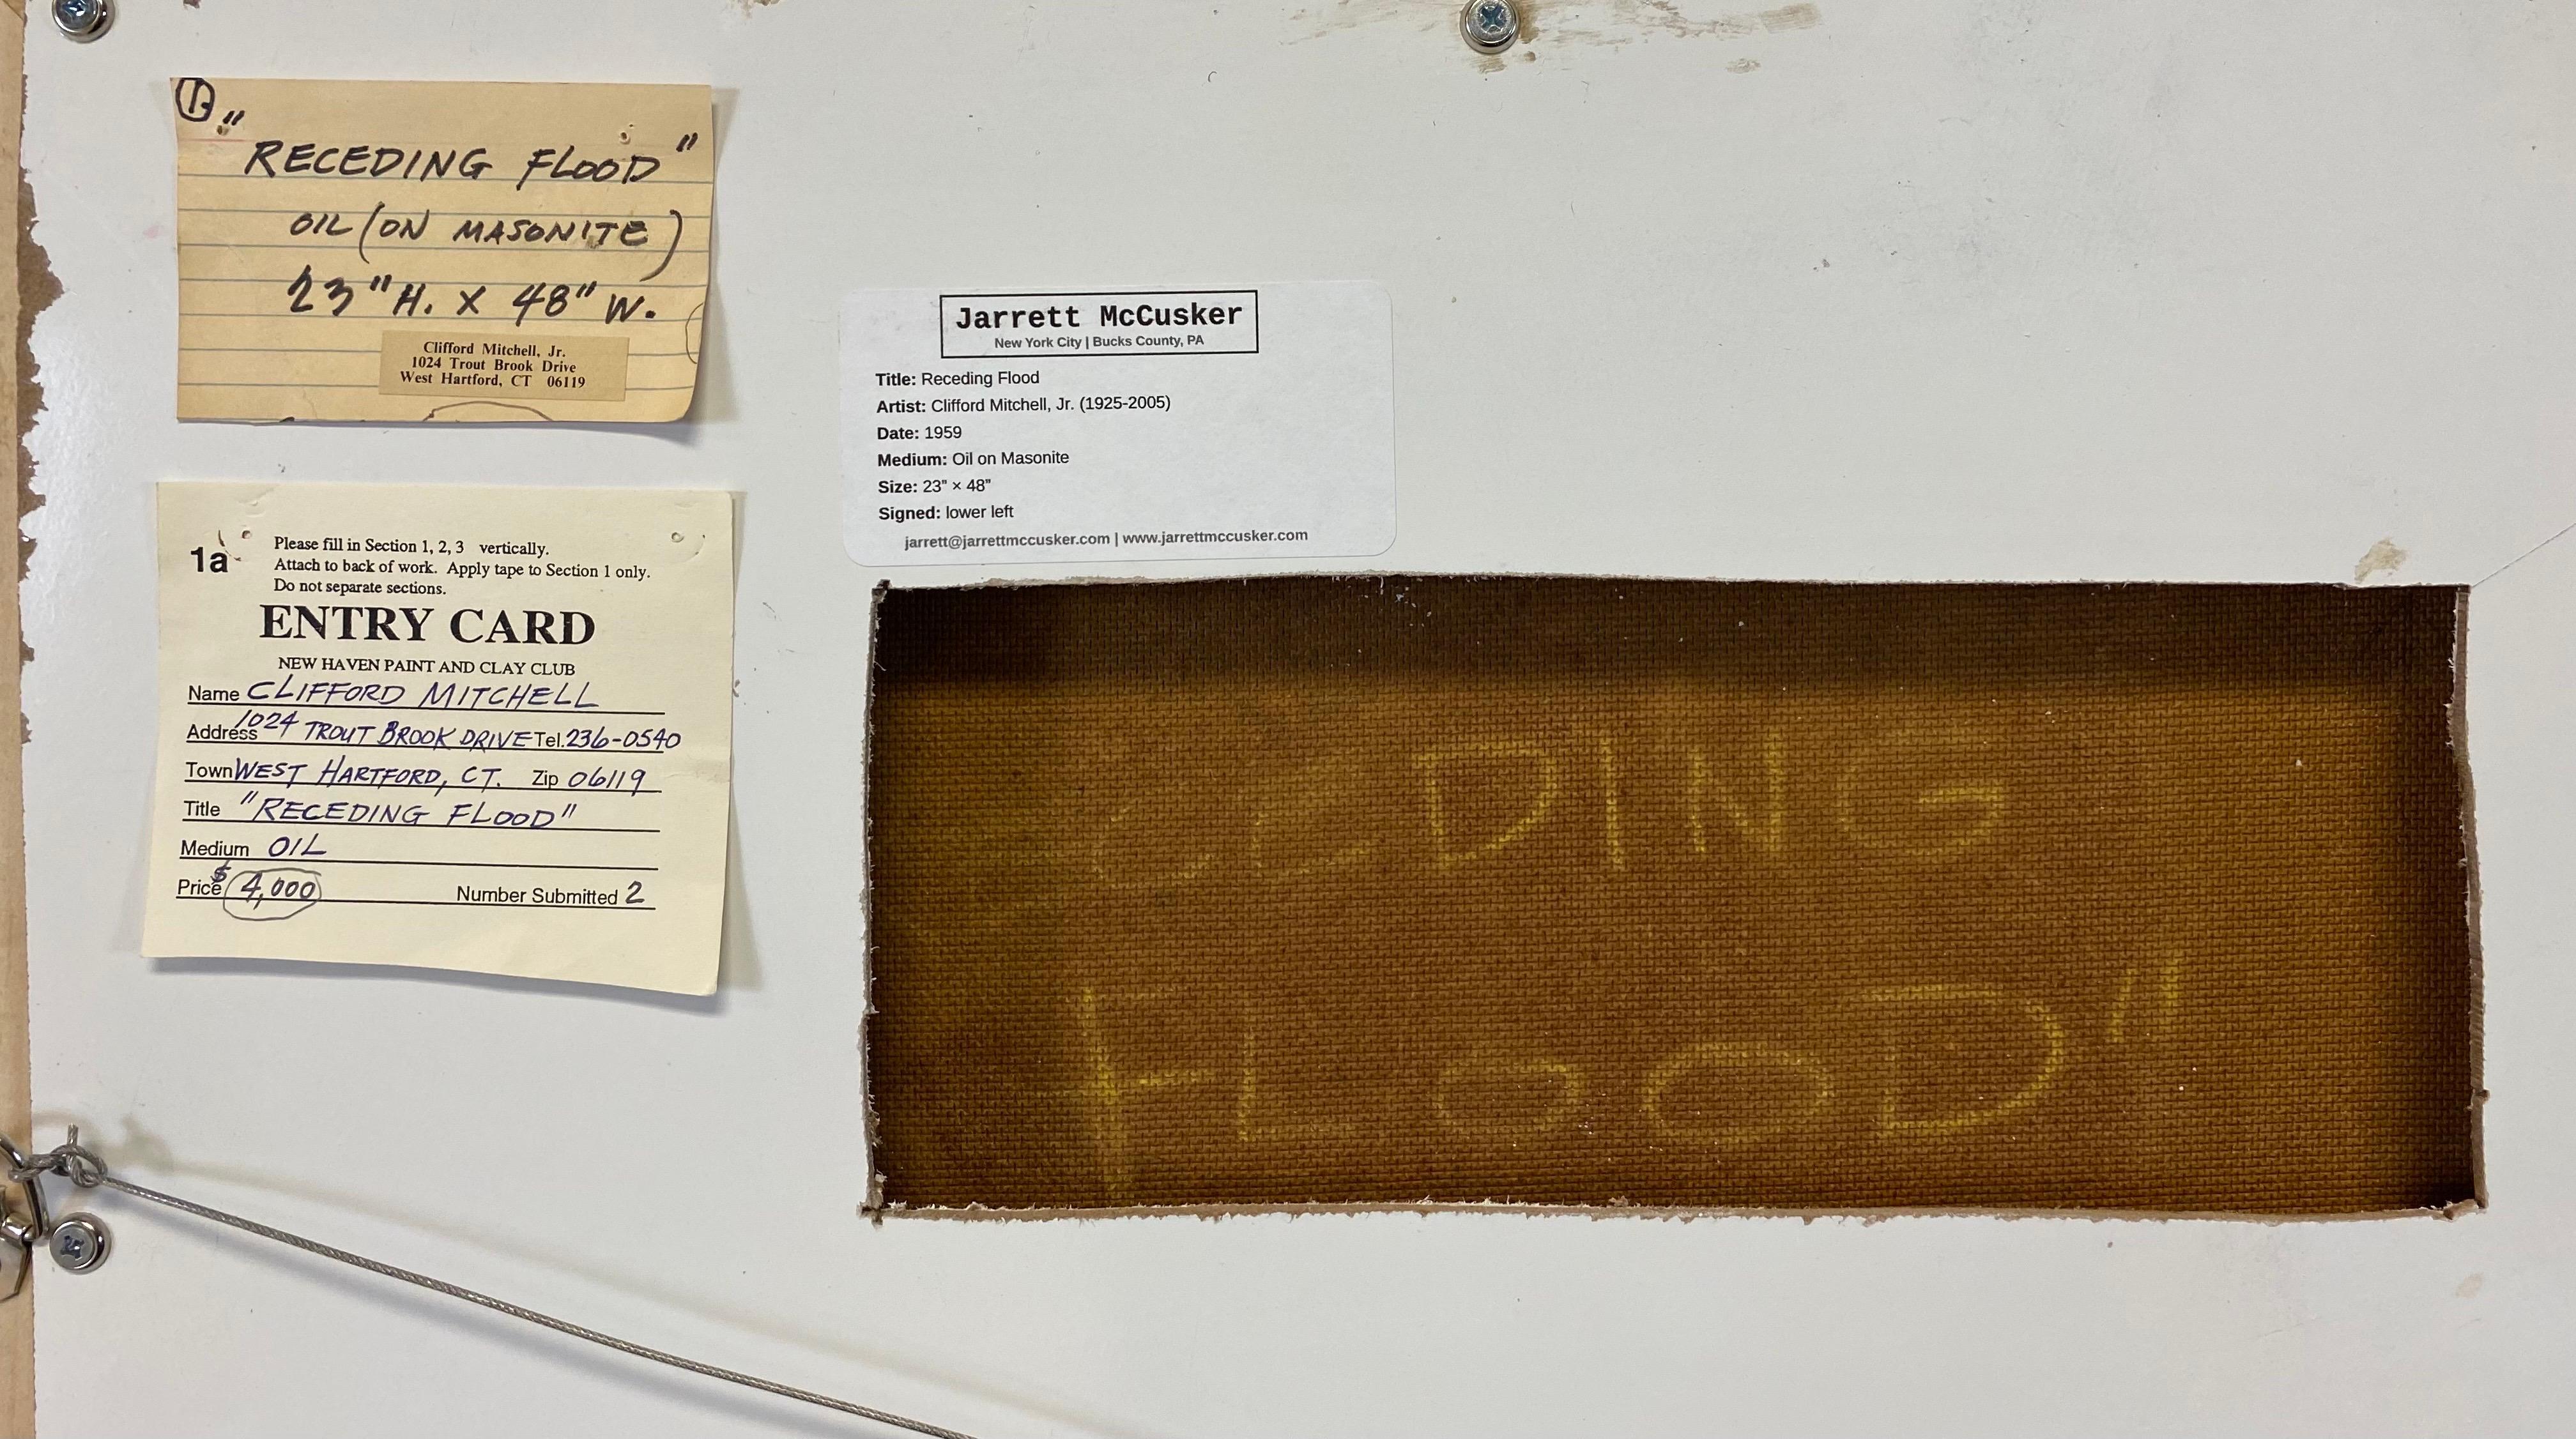 1.
"RECEDING FLOOD"
OIL (ON MASONITE)
23" H. X 48" W.
Clifford Mitchell, Jr.
1024 Trout Brook Drive
West Hartford, CT 06119
1a
Please fill in Section 1, 2, 3 vertically.
Attach to back of work. Apply tape to Section 1 only.
Do not separate sections.
ENTRY CARD
NEW HAVEN PAINT AND CLAY CLUB
Name CLIFFORD MITCHELL
Address 1024 TROUT BROOK DRIVE Tel. 236-0540
Town WEST HARTFORD, CT. Zip 06119
Title "RECEDING FLOOD"
Medium OIL
Price $4,000 Number Submitted 2
Jarrett McCusker
New York City | Bucks County, PA
Title: Receding Flood
Artist: Clifford Mitchell, Jr. (1925-2005)
Date: 1959
Medium: Oil on Masonite
Size: 23" × 48"
Signed: lower left
jarrett@jarrettmccusker.com | www.jarrettmccusker.com
CEDING
FLOOD"